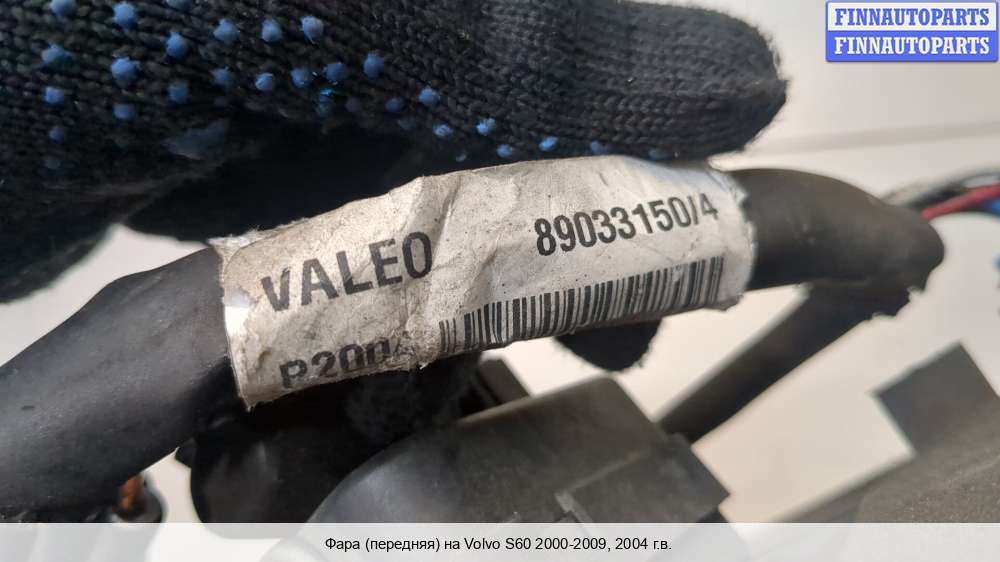 FINNAUTOPARTS
FINNAUTOPARTS
VALEO 89033150/4
Фара (передняя) на Volvo S60 2000-2009, 2004 г.в.